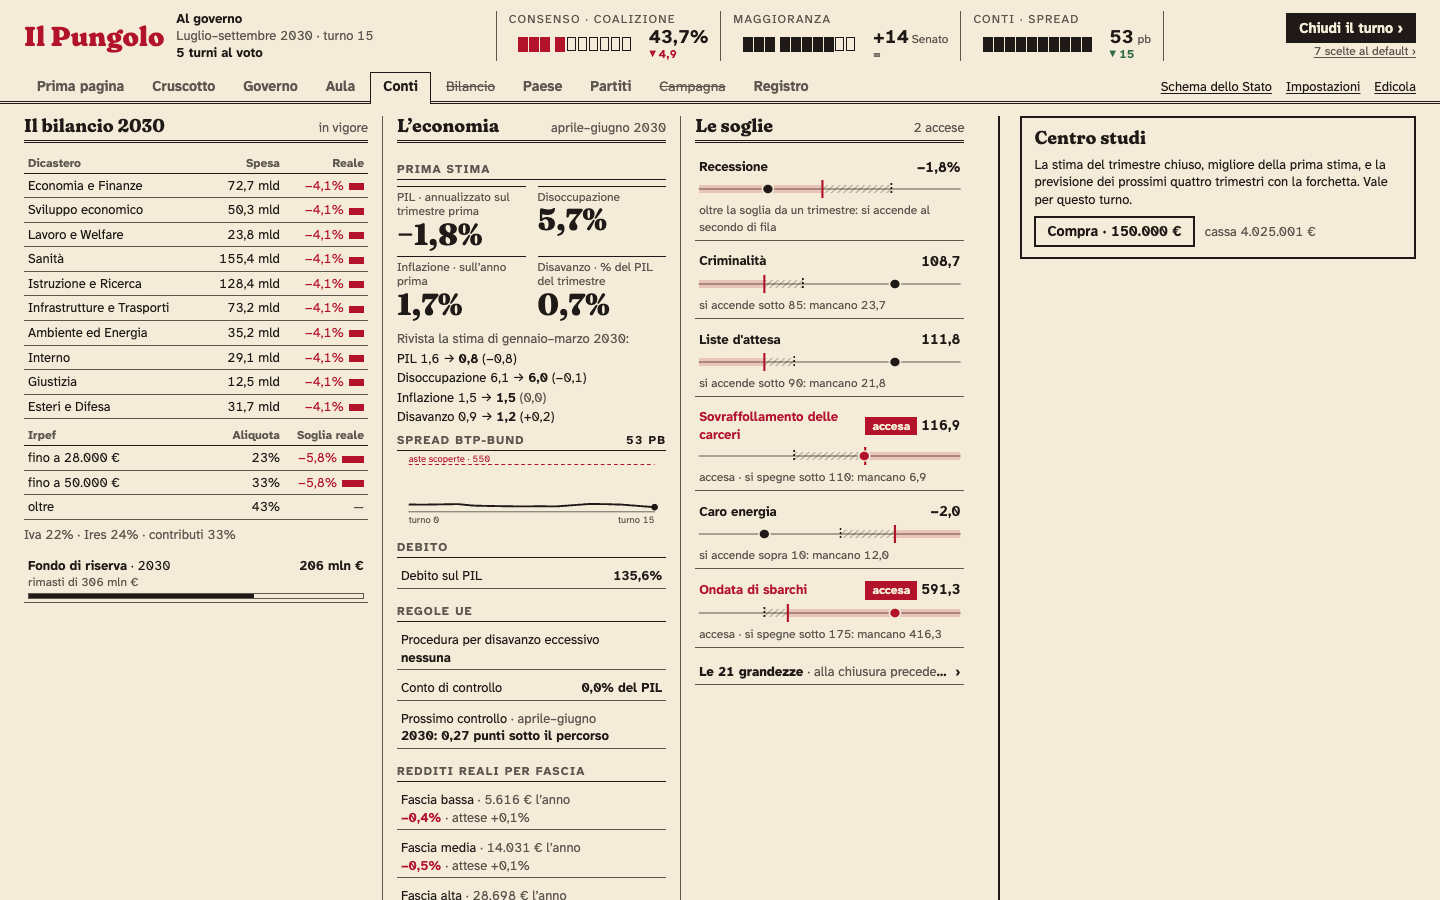 Il Pungolo
Al governo
Luglio–settembre 2030 · turno 15
5 turni al voto
CONSENSO · COALIZIONE
43,7%
▾ 4,9
MAGGIORANZA
+14 Senato
=
CONTI · SPREAD
53 pb
▾ 15
Chiudi il turno ›
7 scelte al default ›
Prima pagina Cruscotto Governo Aula Conti Bilancio Paese Partiti Campagna Registro
Schema dello Stato Impostazioni Edicola
Il bilancio 2030 in vigore
Dicastero Spesa Reale
Economia e Finanze 72,7 mld −4,1%
Sviluppo economico 50,3 mld −4,1%
Lavoro e Welfare 23,8 mld −4,1%
Sanità 155,4 mld −4,1%
Istruzione e Ricerca 128,4 mld −4,1%
Infrastrutture e Trasporti 73,2 mld −4,1%
Ambiente ed Energia 35,2 mld −4,1%
Interno 29,1 mld −4,1%
Giustizia 12,5 mld −4,1%
Esteri e Difesa 31,7 mld −4,1%
Irpef Aliquota Soglia reale
fino a 28.000 € 23% −5,8%
fino a 50.000 € 33% −5,8%
oltre 43% —
Iva 22% · Ires 24% · contributi 33%
Fondo di riserva · 2030 206 mln €
rimasti di 306 mln €
L’economia aprile–giugno 2030
PRIMA STIMA
PIL · annualizzato sul
trimestre prima
−1,8%
Disoccupazione
5,7%
Inflazione · sull’anno
prima
1,7%
Disavanzo · % del PIL
del trimestre
0,7%
Rivista la stima di gennaio–marzo 2030:
PIL 1,6 → 0,8 (−0,8)
Disoccupazione 6,1 → 6,0 (−0,1)
Inflazione 1,5 → 1,5 (0,0)
Disavanzo 0,9 → 1,2 (+0,2)
SPREAD BTP-BUND 53 PB
aste scoperte · 550
turno 0 turno 15
DEBITO
Debito sul PIL 135,6%
REGOLE UE
Procedura per disavanzo eccessivo
nessuna
Conto di controllo 0,0% del PIL
Prossimo controllo · aprile–giugno
2030: 0,27 punti sotto il percorso
REDDITI REALI PER FASCIA
Fascia bassa · 5.616 € l’anno
−0,4% · attese +0,1%
Fascia media · 14.031 € l’anno
−0,5% · attese +0,1%
Fascia alta · 28.698 € l’anno
Le soglie 2 accese
Recessione −1,8%
oltre la soglia da un trimestre: si accende al
secondo di fila
Criminalità 108,7
si accende sotto 85: mancano 23,7
Liste d'attesa 111,8
si accende sotto 90: mancano 21,8
Sovraffollamento delle
carceri
accesa 116,9
accesa · si spegne sotto 110: mancano 6,9
Caro energia −2,0
si accende sopra 10: mancano 12,0
Ondata di sbarchi accesa 591,3
accesa · si spegne sotto 175: mancano 416,3
Le 21 grandezze · alla chiusura precede... ›
Centro studi
La stima del trimestre chiuso, migliore della prima stima, e la
previsione dei prossimi quattro trimestri con la forchetta. Vale
per questo turno.
Compra · 150.000 € cassa 4.025.001 €